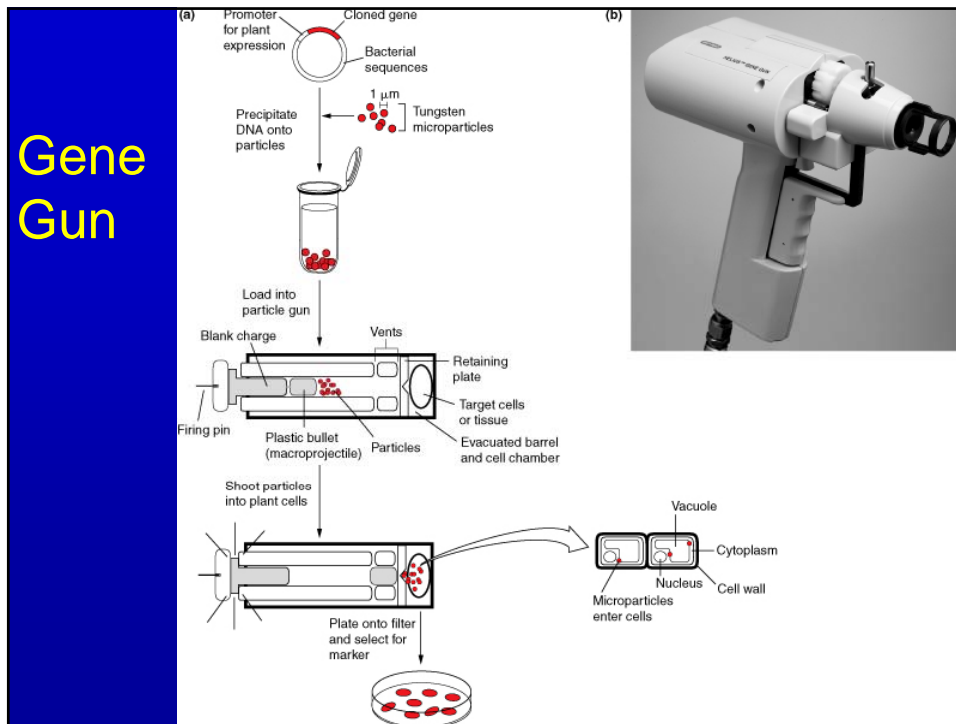 Gene
Gun
(a)
Promoter
for plant
expression
Cloned gene
Bacterial
sequences
1 μm
Precipitate
DNA onto
particles
Tungsten
microparticles
Load into
particle gun
Blank charge
Vents
Retaining
plate
Target cells
or tissue
Firing pin
Plastic bullet
(macroprojectile)
Particles
Evacuated barrel
and cell chamber
Shoot particles
into plant cells
Vacuole
Cytoplasm
Nucleus
Cell wall
Microparticles
enter cells
Plate onto filter
and select for
marker
(b)
HELIOS™ GENE GUN